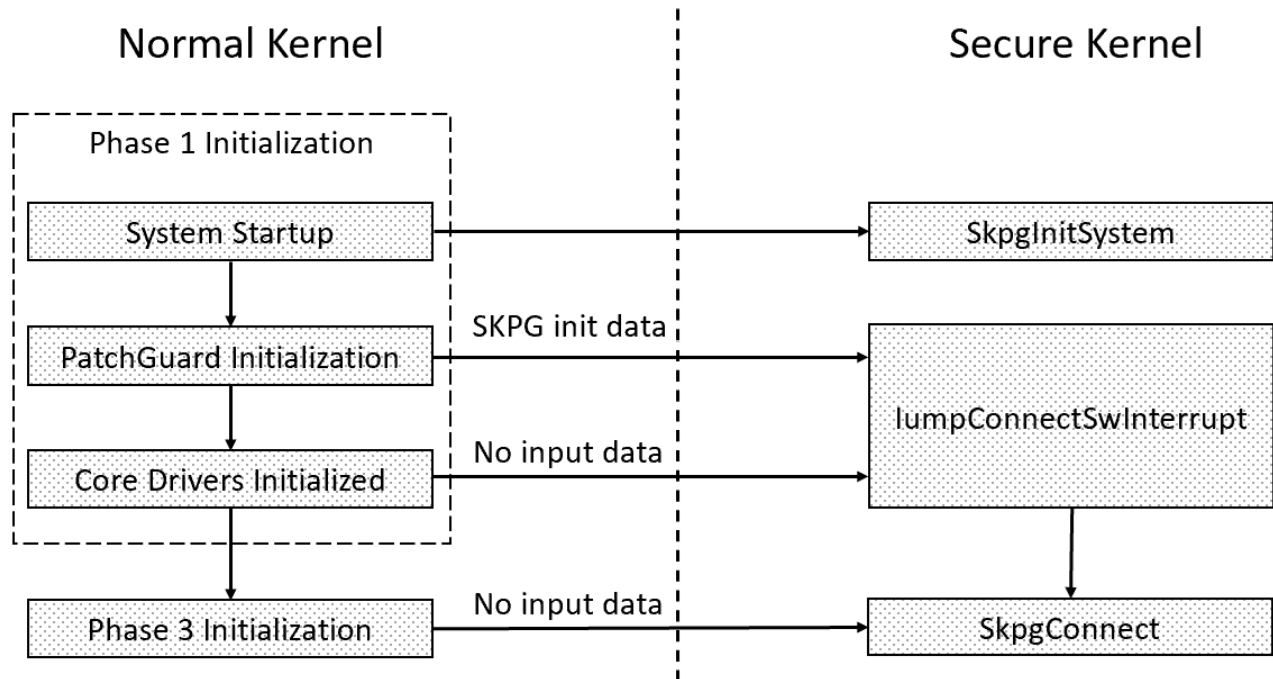 Normal Kernel
Secure Kernel
Phase 1 Initialization
System Startup
SkpgInitSystem
SKPG init data
PatchGuard Initialization
IumpConnectSwInterrupt
No input data
Core Drivers Initialized
No input data
Phase 3 Initialization
SkpgConnect